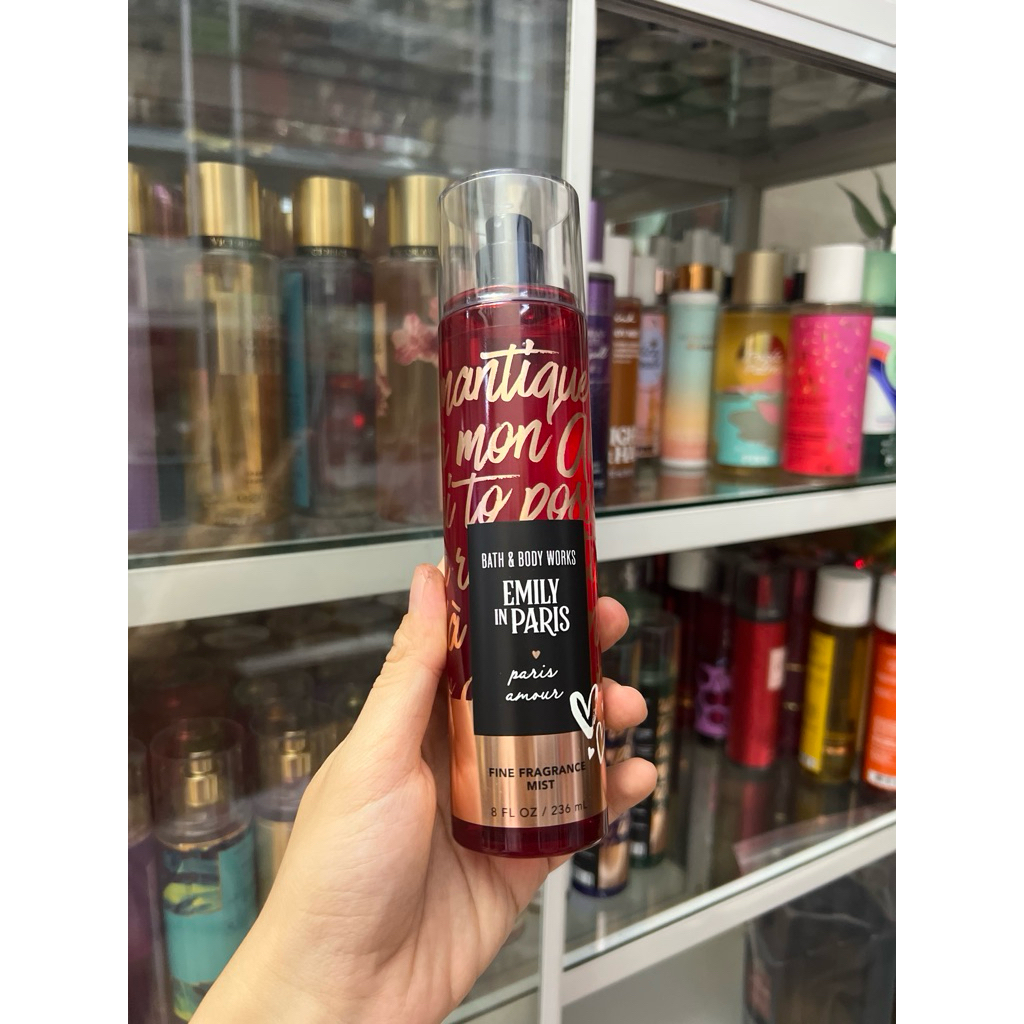 mantique
mon
to
à
BATH & BODY WORKS
EMILY
IN PARIS
paris
amour
FINE FRAGRANCE
MIST
8 FL OZ / 236 mL